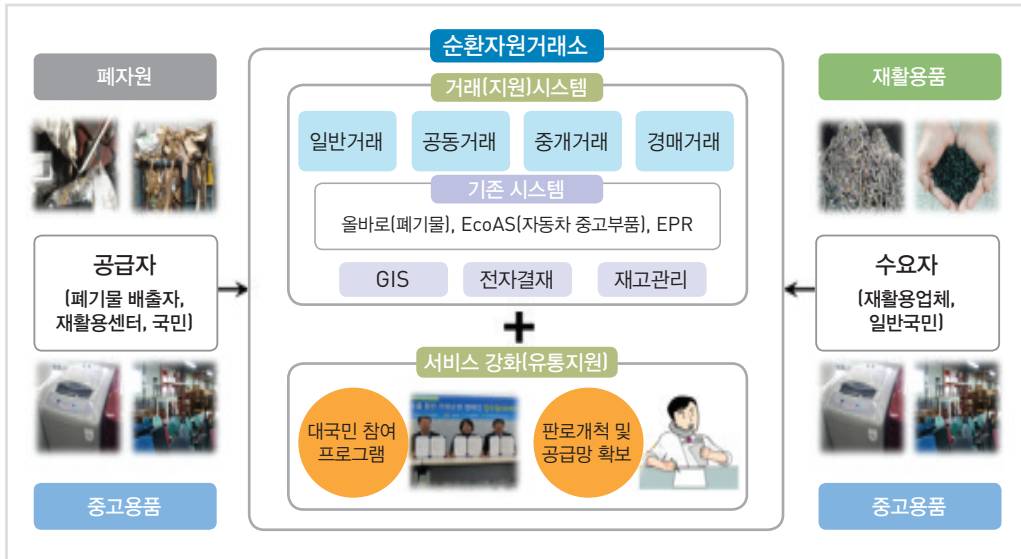 폐자원
공급자
(폐기물 배출자,
재활용센터, 국민)
중고용품
순환자원거래소
거래(지원)시스템
일반거래
공동거래
중개거래
경매거래
기존 시스템
올바로(폐기물), EcoAS(자동차 중고부품), EPR
GIS
전자결재
재고관리
+
서비스 강화(유통지원)
대국민 참여
프로그램
판로개척 및
공급망 확보
재활용품
수요자
(재활용업체,
일반국민)
중고용품